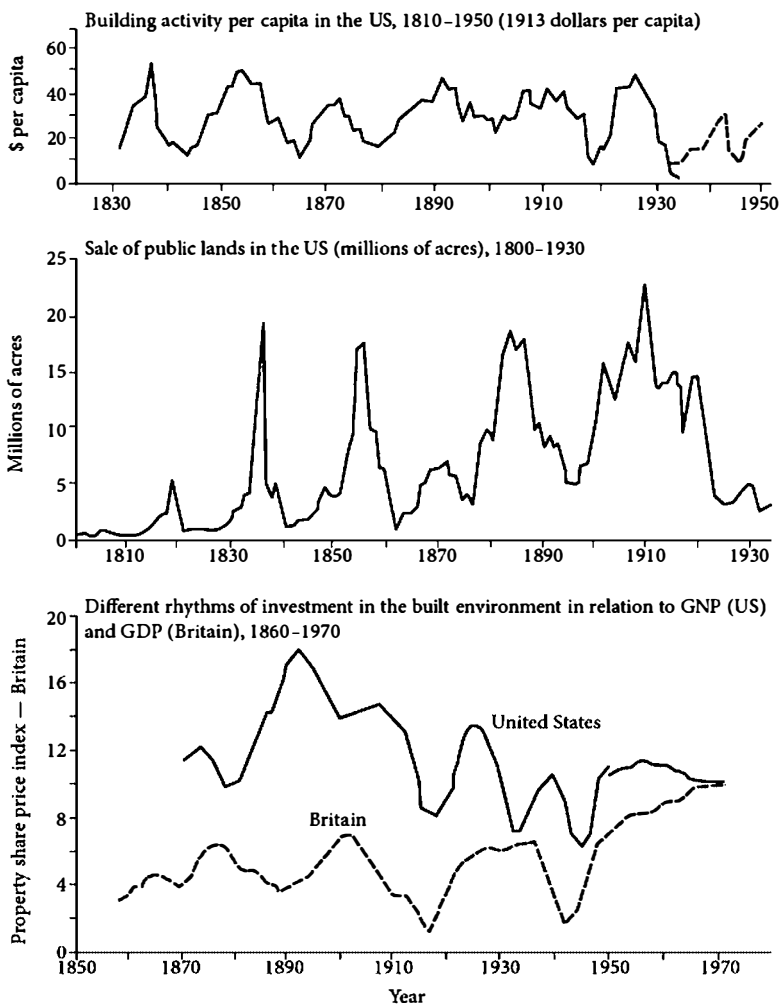 Building activity per capita in the US, 1810–1950 (1913 dollars per capita)
$ per capita
60
40
20
0
1830 1850 1870 1890 1910 1930 1950
Sale of public lands in the US (millions of acres), 1800–1930
Millions of acres
25
20
15
10
5
0
1810 1830 1850 1870 1890 1910 1930
Different rhythms of investment in the built environment in relation to GNP (US)
and GDP (Britain), 1860–1970
Property share price index — Britain
20
16
12
8
4
0
United States
Britain
1850 1870 1890 1910 1930 1950 1970
Year